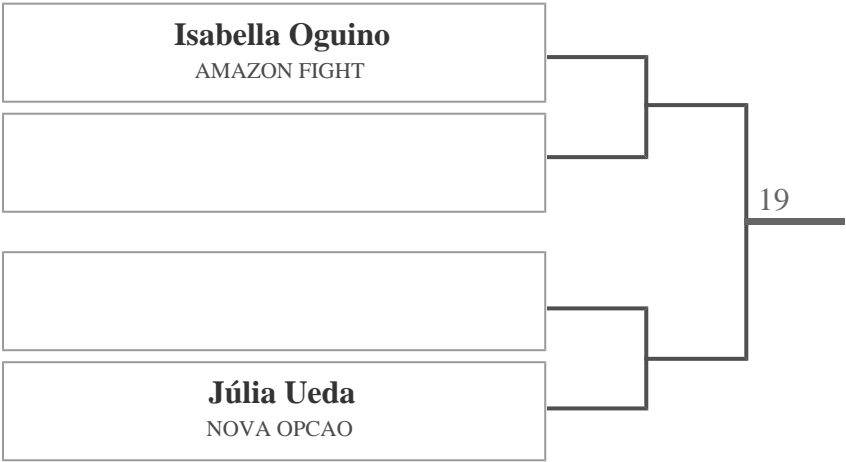 Isabella Oguino
AMAZON FIGHT
19
Júlia Ueda
NOVA OPCAO